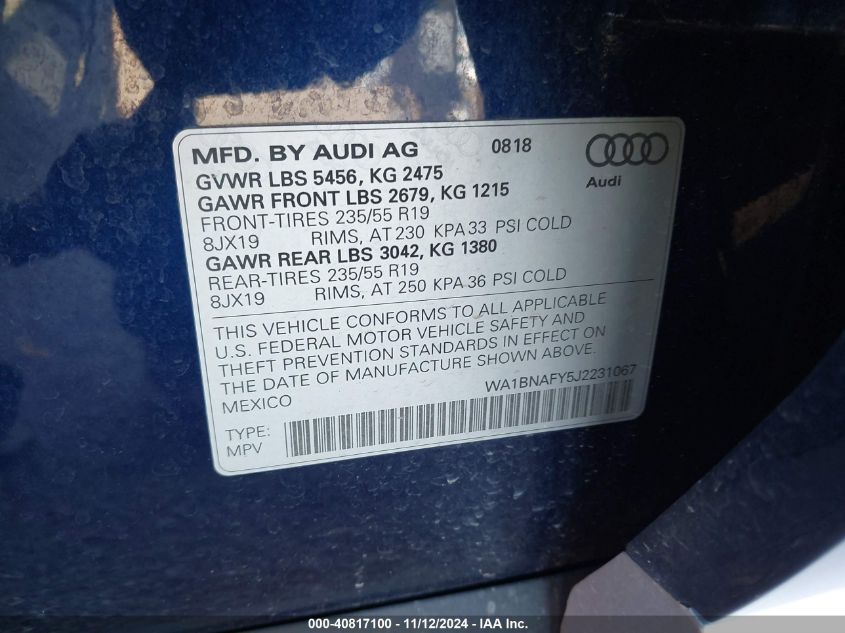 MFD. BY AUDI AG 0818
GVWR LBS 5456, KG 2475
GAWR FRONT LBS 2679, KG 1215
FRONT-TIRES 235/55 R19
8JX19 RIMS, AT 230 KPA 33 PSI COLD
GAWR REAR LBS 3042, KG 1380
REAR-TIRES 235/55 R19
8JX19 RIMS, AT 250 KPA 36 PSI COLD
Audi
THIS VEHICLE CONFORMS TO ALL APPLICABLE
U.S. FEDERAL MOTOR VEHICLE SAFETY AND
THEFT PREVENTION STANDARDS IN EFFECT ON
THE DATE OF MANUFACTURE SHOWN ABOVE.
MEXICO WA1BNAFY5J2231067
TYPE:
MPV
000-40817100 - 11/12/2024 - IAA Inc.